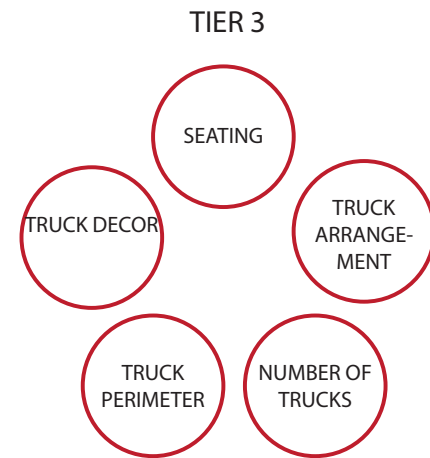 TIER 3
SEATING
TRUCK DECOR
TRUCK
ARRANGE-
MENT
TRUCK
PERIMETER
NUMBER OF
TRUCKS